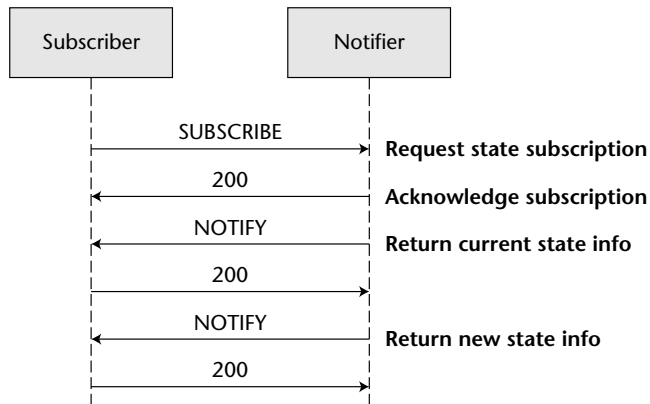 Subscriber
Notifier
SUBSCRIBE
Request state subscription
200
Acknowledge subscription
NOTIFY
Return current state info
200
NOTIFY
Return new state info
200